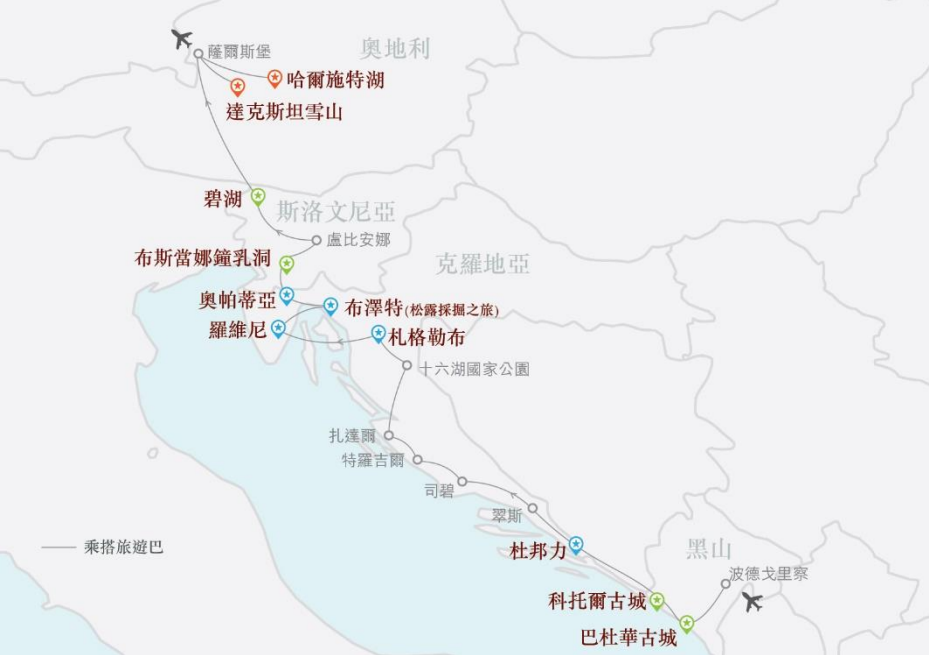 薩爾斯堡
奧地利
哈爾施特湖
達克斯坦雪山
碧湖
斯洛文尼亞
盧比安娜
布斯當娜鐘乳洞
克羅地亞
奧帕蒂亞
布澤特(松露採掘之旅)
羅維尼
札格勒布
十六湖國家公園
扎達爾
特羅吉爾
司碧
翠斯
乘搭旅遊巴
杜邦力
黑山
波德戈里察
科托爾古城
巴杜華古城